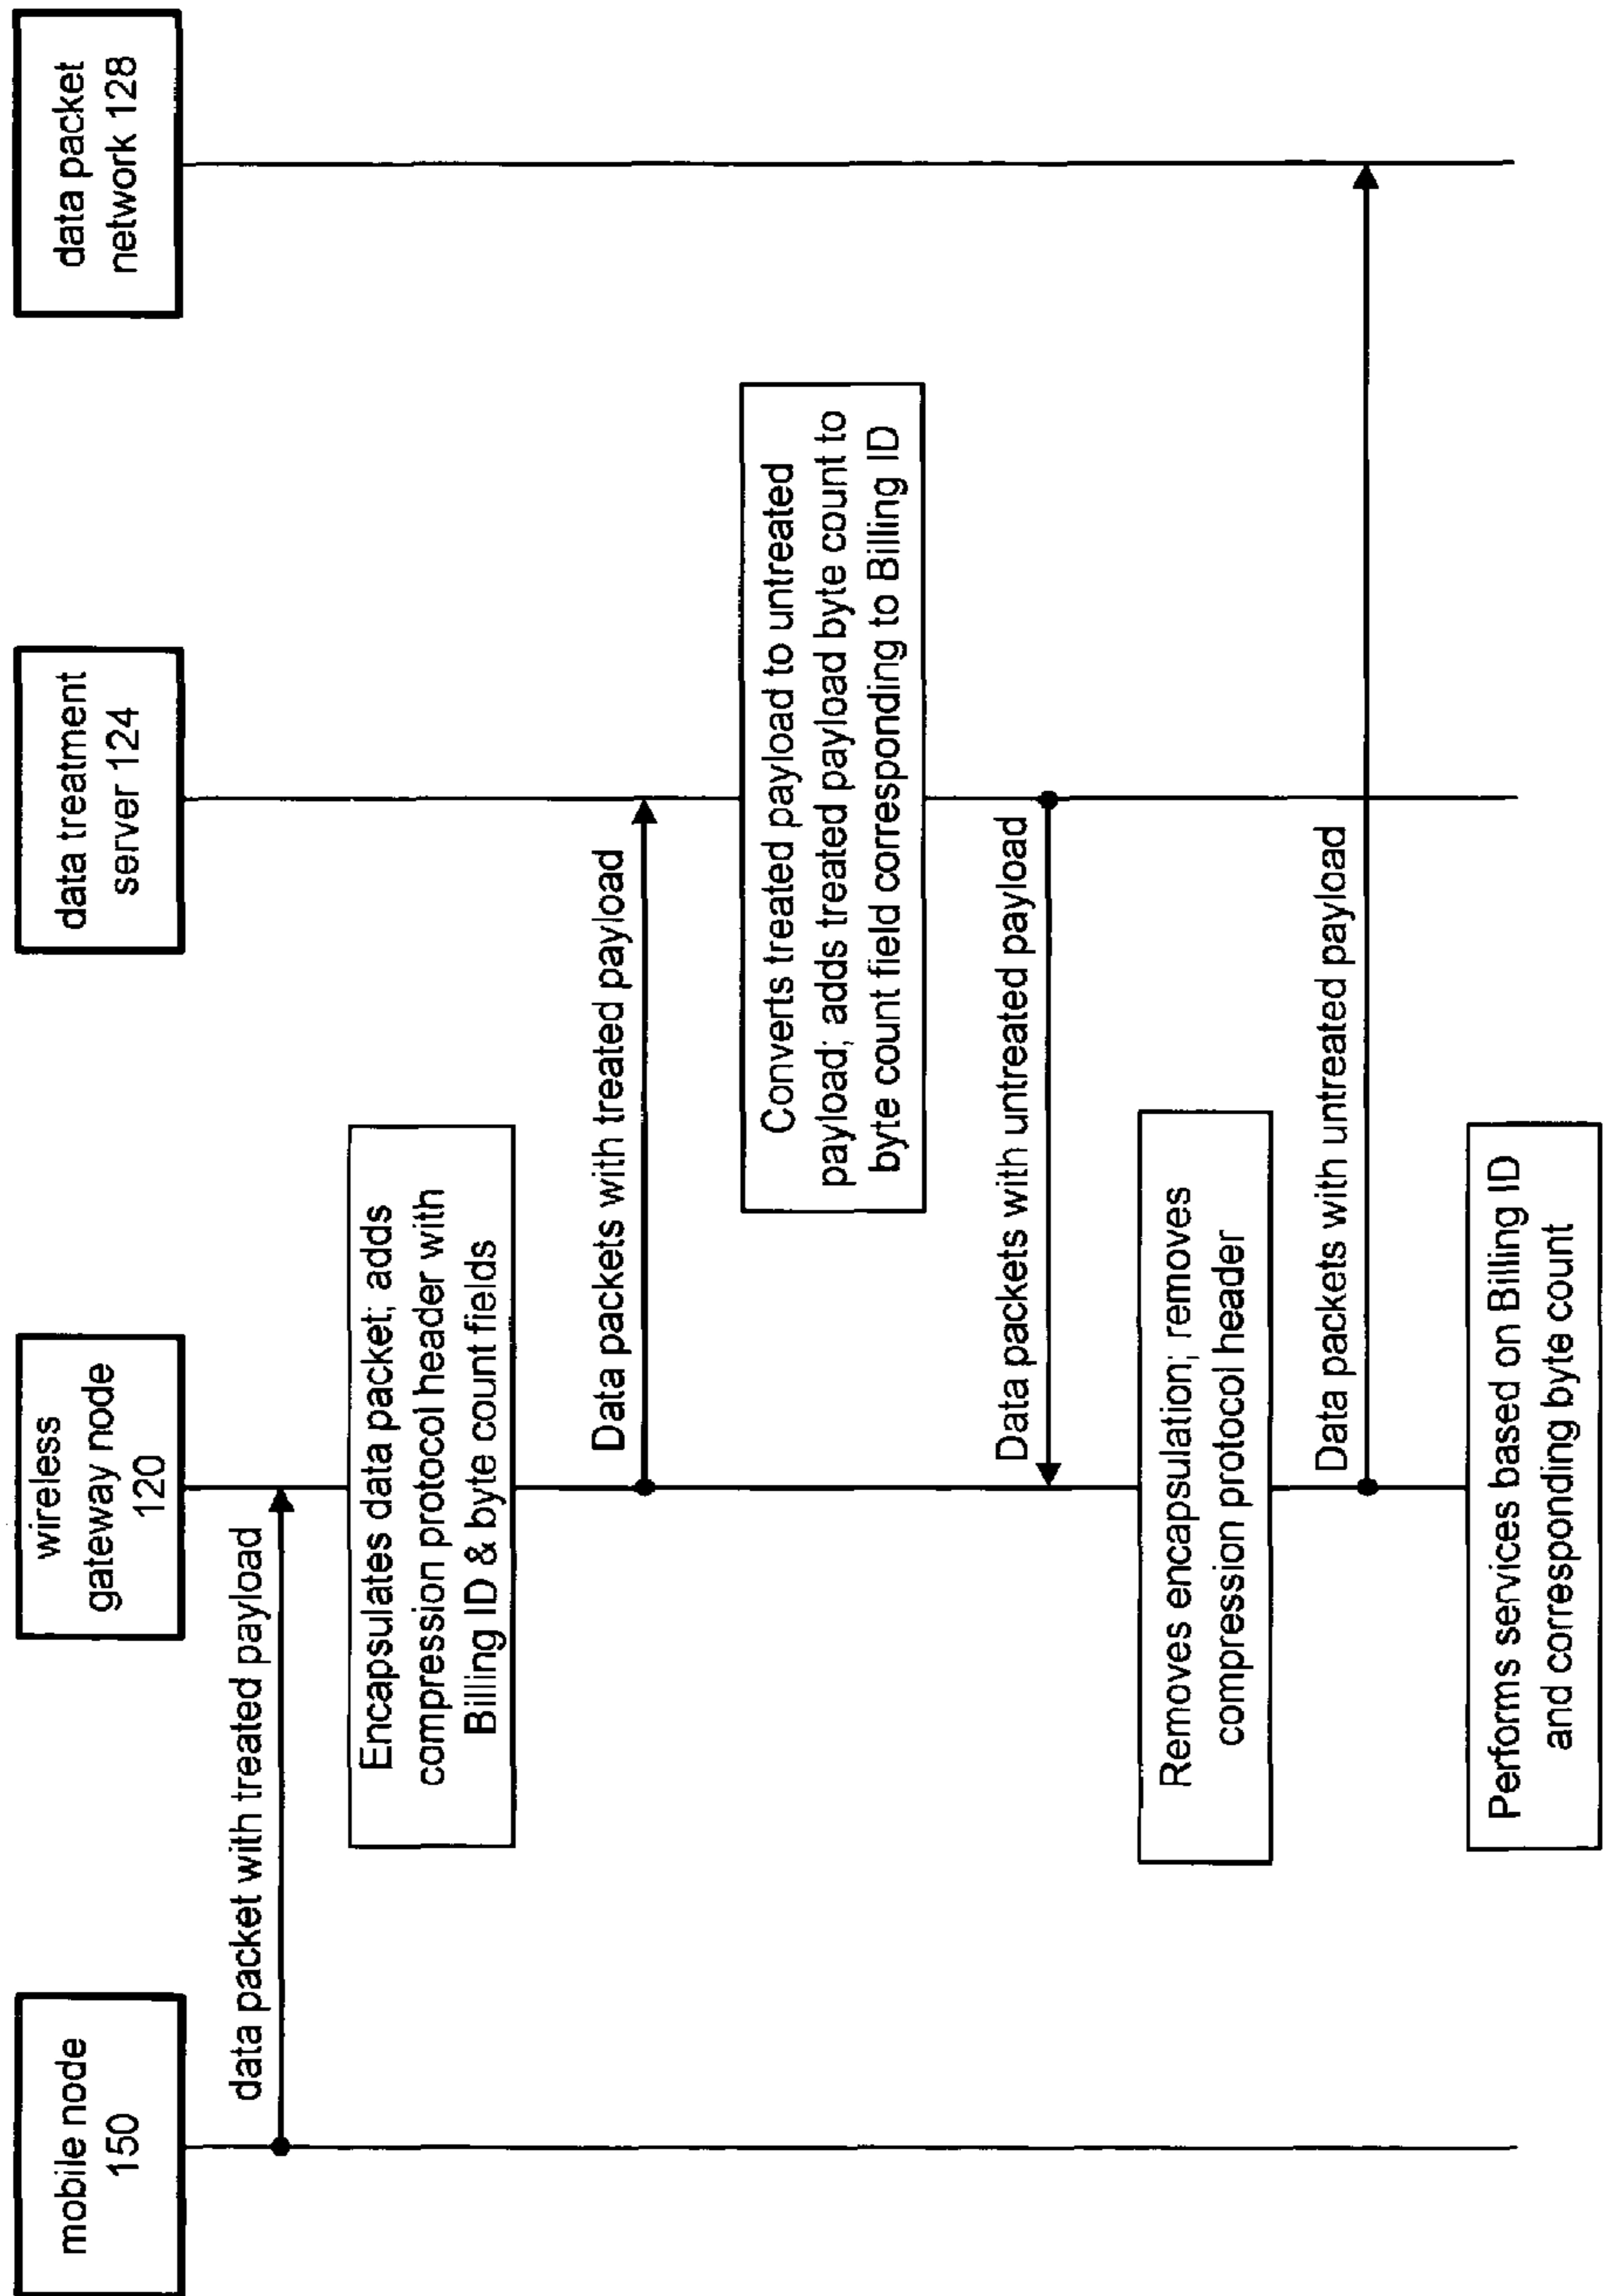 mobile node
150
wireless
gateway node
120
data treatment
server 124
data packet
network 128
data packet with treated payload
Encapsulates data packet; adds
compression protocol header with
Billing ID & byte count fields
Data packets with treated payload
Converts treated payload to untreated
payload; adds treated payload byte count to
byte count field corresponding to Billing ID
Data packets with untreated payload
Removes encapsulation; removes
compression protocol header
Data packets with untreated payload
Performs services based on Billing ID
and corresponding byte count